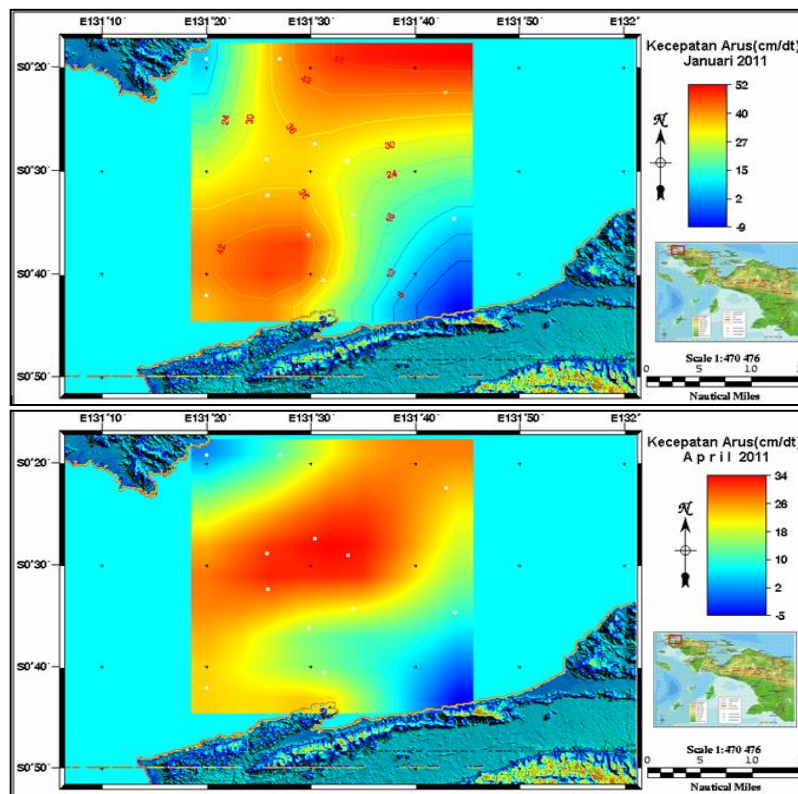 E131°10´ E131°20´ E131°30´ E131°40´ E131°50´ E132°
Kecepatan Arus(cm/dt)
Januari 2011
S0°20´
S0°30´
S0°40´
S0°50´
48
42
36
30
24
30
24
18
12
6
36
42
52
40
27
15
2
-9
N
Scale 1:470 476
0 5 10
Nautical Miles
E131°10´ E131°20´ E131°30´ E131°40´ E131°50´ E132°
Kecepatan Arus(cm/dt)
April 2011
S0°20´
S0°30´
S0°40´
S0°50´
34
26
18
10
2
-5
N
Scale 1:470 476
0 5 10
Nautical Miles